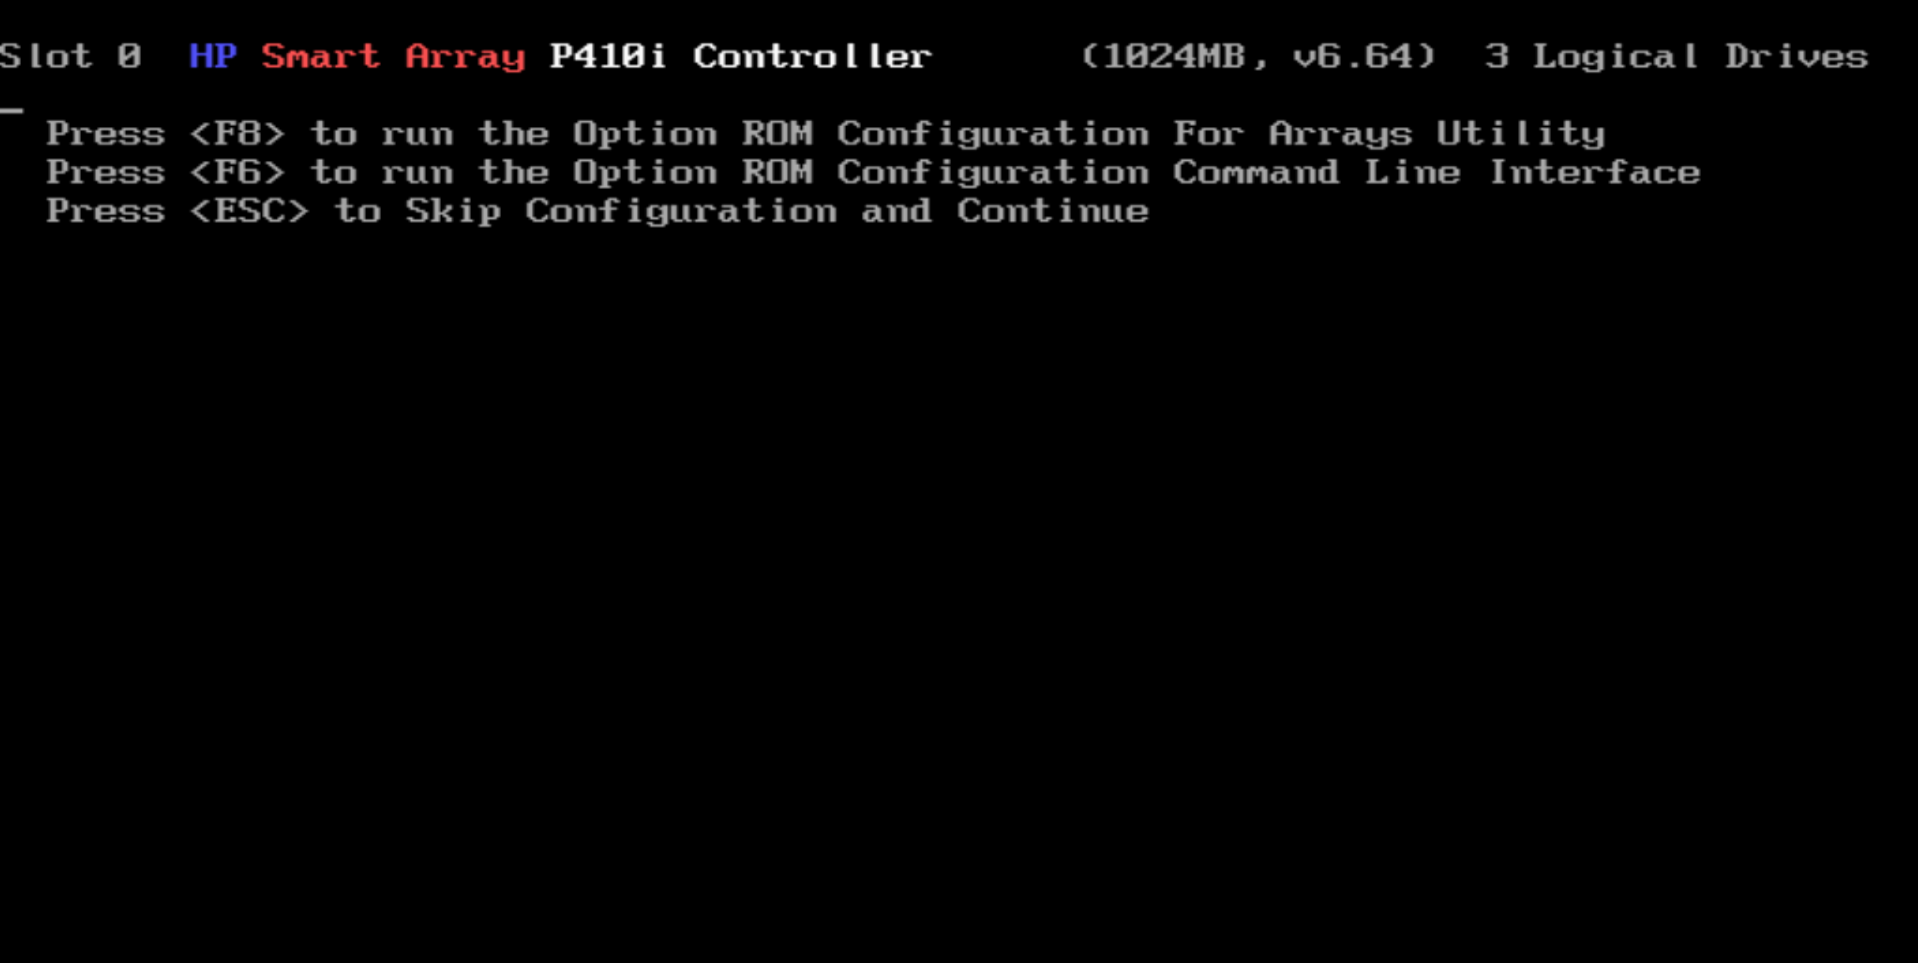 Slot 0  HP Smart Array P410i Controller      (1024MB, v6.64)  3 Logical Drives
Press <F8> to run the Option ROM Configuration For Arrays Utility
Press <F6> to run the Option ROM Configuration Command Line Interface
Press <ESC> to Skip Configuration and Continue